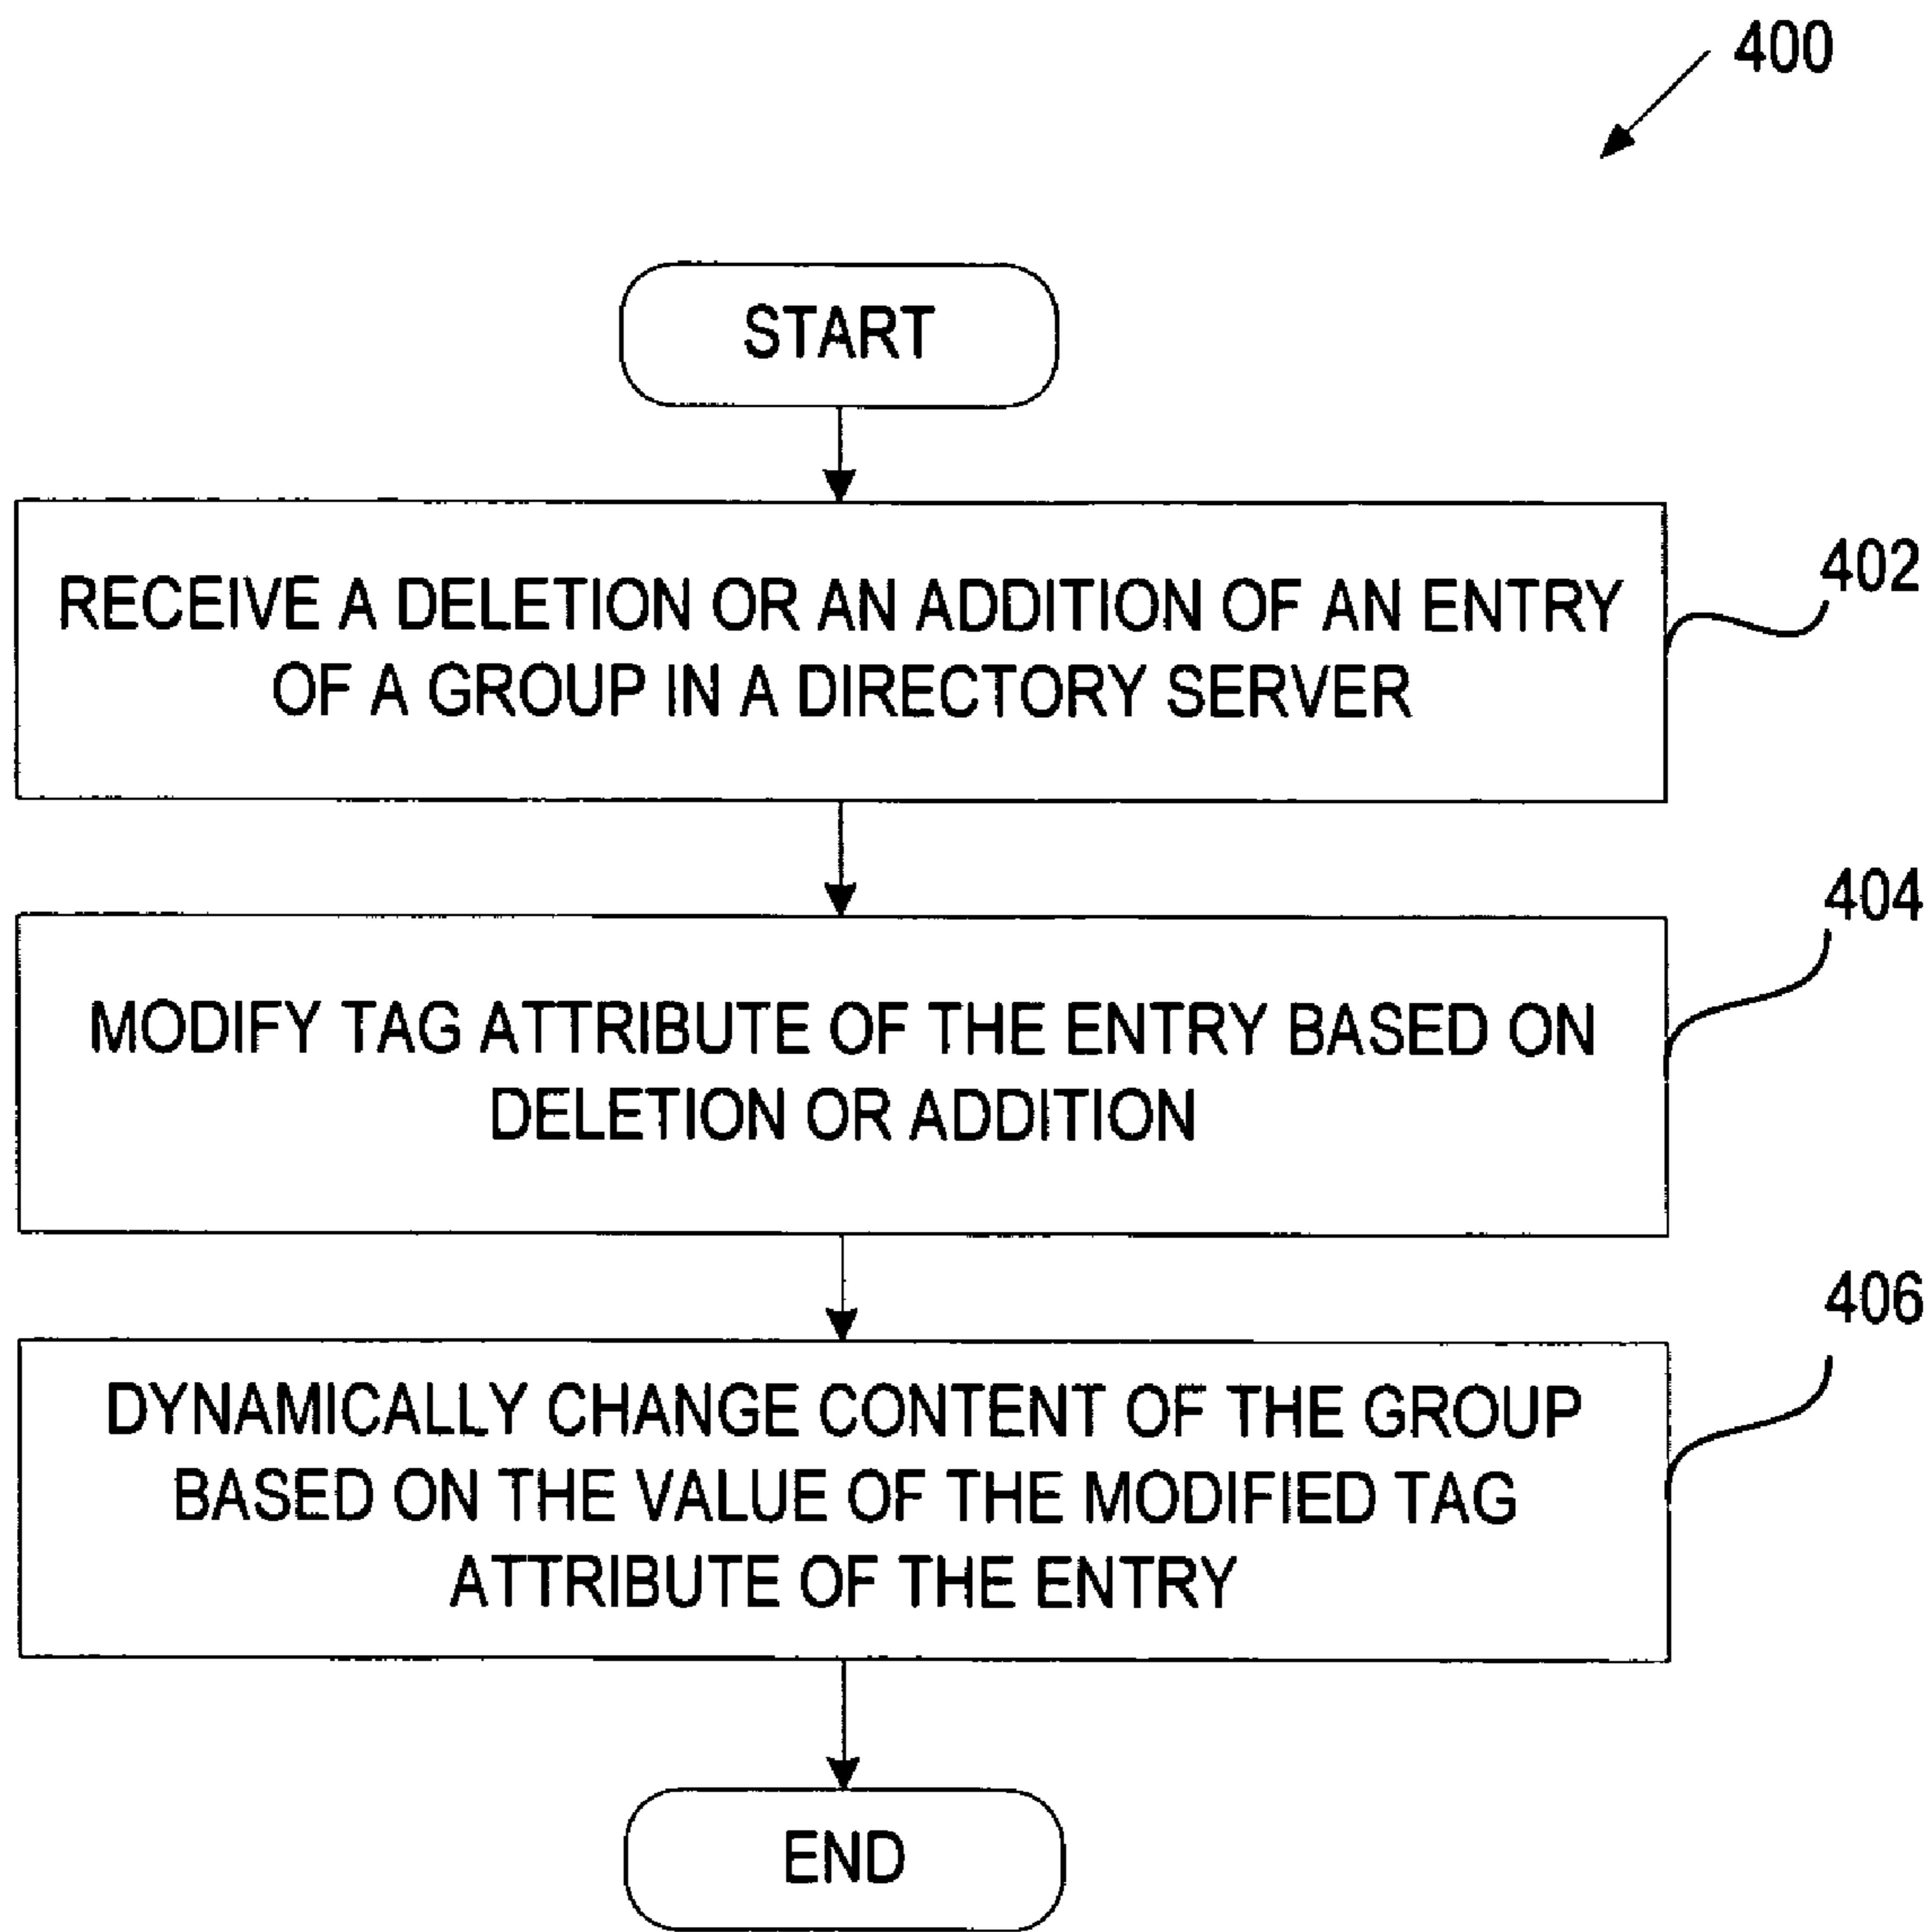 400
START
RECEIVE A DELETION OR AN ADDITION OF AN ENTRY
OF A GROUP IN A DIRECTORY SERVER
402
MODIFY TAG ATTRIBUTE OF THE ENTRY BASED ON
DELETION OR ADDITION
404
DYNAMICALLY CHANGE CONTENT OF THE GROUP
BASED ON THE VALUE OF THE MODIFIED TAG
ATTRIBUTE OF THE ENTRY
406
END